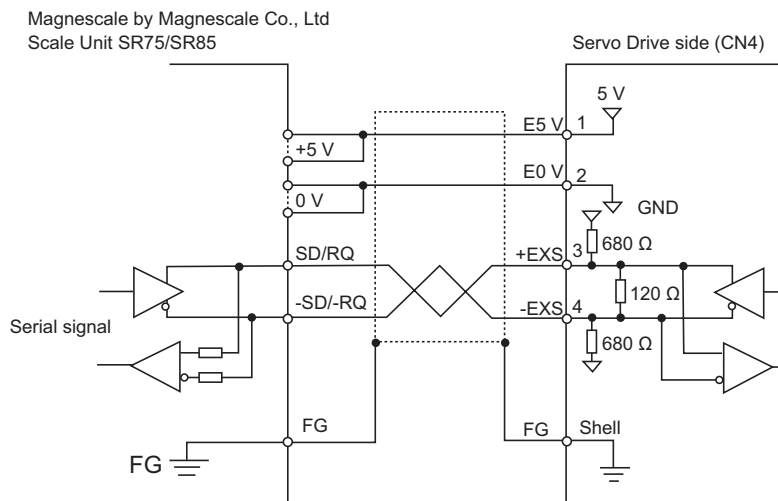 Magnescale by Magnescale Co., Ltd
Scale Unit SR75/SR85
Servo Drive side (CN4)
5 V
E5 V 1
+5 V
E0 V 2
0 V
GND
680 Ω
SD/RQ
+EXS 3
120 Ω
-SD/-RQ
-EXS 4
Serial signal
680 Ω
FG
FG Shell
FG